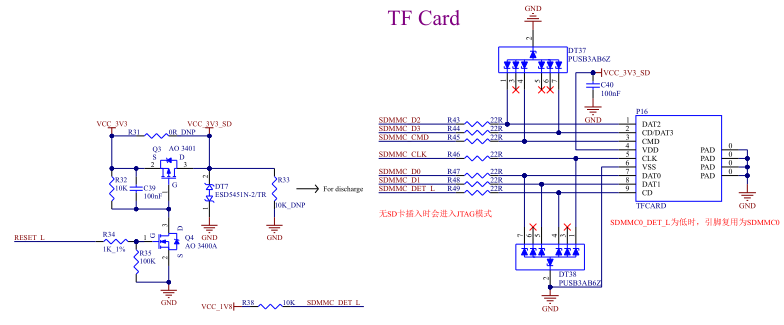 TF Card
GND
2
DT37
PUSB3AB6Z
1 3 4 5 6 7
VCC_3V3_SD
C40
100nF
GND
VCC_3V3
VCC_3V3_SD
R31 0R_DNP
Q3 AO 3401
S D
2 3
G
1
R32
10K
C39
100nF
2
DT7
ESD5451N-2/TR
1
R33
10K_DNP
For discharge
GND
GND
RESET_L
R34
1K_1%
R35
100K
3
D
1 G
Q4
AO 3400A
S
2
GND
VCC_1V8 R38 10K SDMMC_DET_L
SDMMC_D2 R43 22R
SDMMC_D3 R44 22R
SDMMC_CMD R45 22R
SDMMC_CLK R46 22R
SDMMC_D0 R47 22R
SDMMC_D1 R48 22R
SDMMC_DET_L R49 22R
P16
1 DAT2
2 CD/DAT3
3 CMD
4 VDD PAD 0
5 CLK PAD 0
6 VSS PAD 0
7 DAT0 PAD 0
8 DAT1
9 CD
TFCARD
GND
无SD卡插入时会进入JTAG模式
SDMMC0_DET_L为低时，引脚复用为SDMMC0
7 6 5 4 3 1
DT38
PUSB3AB6Z
2
GND